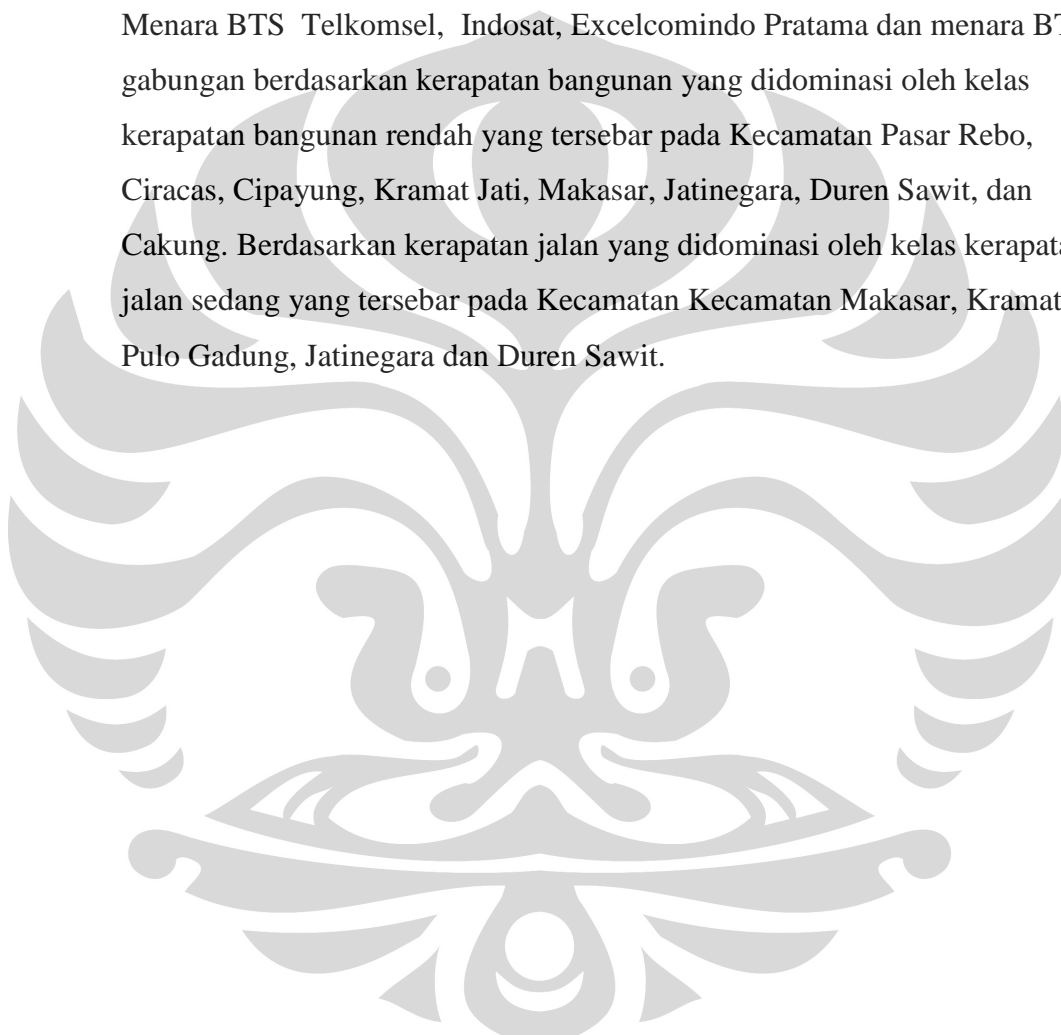 Menara BTS Telkomsel, Indosat, Excelcomindo Pratama dan menara BT
gabungan berdasarkan kerapatan bangunan yang didominasi oleh kelas
kerapatan bangunan rendah yang tersebar pada Kecamatan Pasar Rebo,
Ciracas, Cipayung, Kramat Jati, Makasar, Jatinegara, Duren Sawit, dan
Cakung. Berdasarkan kerapatan jalan yang didominasi oleh kelas kerapata
jalan sedang yang tersebar pada Kecamatan Kecamatan Makasar, Kramat
Pulo Gadung, Jatinegara dan Duren Sawit.